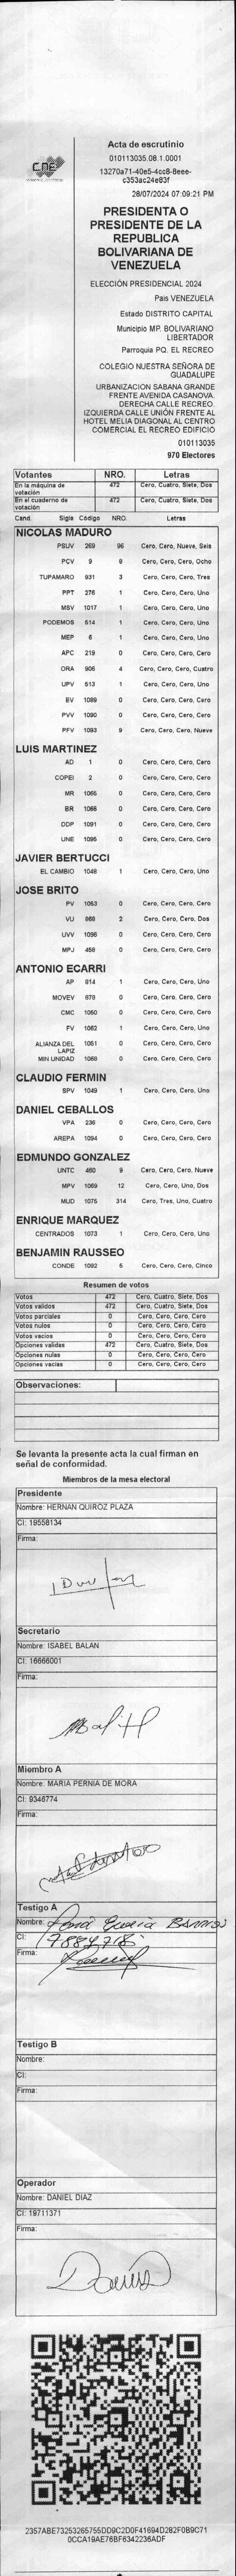 cne
Acta de escrutinio
010113035.08.1.0001
13270a71-40e5-4cc8-8eee-
c353ac24e83f
28/07/2024 07:09:21 PM
PRESIDENTA O
PRESIDENTE DE LA
REPUBLICA
BOLIVARIANA DE
VENEZUELA
ELECCIÓN PRESIDENCIAL 2024
Pais VENEZUELA
Estado DISTRITO CAPITAL
Municipio MP. BOLIVARIANO
LIBERTADOR
Parroquia PQ. EL RECREO
COLEGIO NUESTRA SEÑORA DE
GUADALUPE
URBANIZACION SABANA GRANDE
FRENTE AVENIDA CASANOVA.
DERECHA CALLE RECREO.
IZQUIERDA CALLE UNIÓN FRENTE AL
HOTEL MELIA DIAGONAL AL CENTRO
COMERCIAL EL RECREO EDIFICIO
010113035
970 Electores
Votantes NRO. Letras
En la máquina de votación 472 Cero, Cuatro, Siete, Dos
En el cuaderno de votación 472 Cero, Cuatro, Siete, Dos
Cand. Sigla Código NRO. Letras
NICOLAS MADURO
PSUV 269 96 Cero, Cero, Nueve, Seis
PCV 9 8 Cero, Cero, Cero, Ocho
TUPAMARO 931 3 Cero, Cero, Cero, Tres
PPT 276 1 Cero, Cero, Cero, Uno
MSV 1017 1 Cero, Cero, Cero, Uno
PODEMOS 514 1 Cero, Cero, Cero, Uno
MEP 6 1 Cero, Cero, Cero, Uno
APC 219 0 Cero, Cero, Cero, Cero
ORA 906 4 Cero, Cero, Cero, Cuatro
UPV 513 1 Cero, Cero, Cero, Uno
EV 1089 0 Cero, Cero, Cero, Cero
PVV 1090 0 Cero, Cero, Cero, Cero
PFV 1093 9 Cero, Cero, Cero, Nueve
LUIS MARTINEZ
AD 1 0 Cero, Cero, Cero, Cero
COPEI 2 0 Cero, Cero, Cero, Cero
MR 1065 0 Cero, Cero, Cero, Cero
BR 1066 0 Cero, Cero, Cero, Cero
DDP 1091 0 Cero, Cero, Cero, Cero
UNE 1095 0 Cero, Cero, Cero, Cero
JAVIER BERTUCCI
EL CAMBIO 1048 1 Cero, Cero, Cero, Uno
JOSE BRITO
PV 1053 0 Cero, Cero, Cero, Cero
VU 868 2 Cero, Cero, Cero, Dos
UVV 1096 0 Cero, Cero, Cero, Cero
MPJ 458 0 Cero, Cero, Cero, Cero
ANTONIO ECARRI
AP 814 1 Cero, Cero, Cero, Uno
MOVEV 878 0 Cero, Cero, Cero, Cero
CMC 1050 0 Cero, Cero, Cero, Cero
FV 1062 1 Cero, Cero, Cero, Uno
ALIANZA DEL LAPIZ 1051 0 Cero, Cero, Cero, Cero
MIN UNIDAD 1068 0 Cero, Cero, Cero, Cero
CLAUDIO FERMIN
SPV 1049 1 Cero, Cero, Cero, Uno
DANIEL CEBALLOS
VPA 236 0 Cero, Cero, Cero, Cero
AREPA 1094 0 Cero, Cero, Cero, Cero
EDMUNDO GONZALEZ
UNTC 460 9 Cero, Cero, Cero, Nueve
MPV 1069 12 Cero, Cero, Uno, Dos
MUD 1075 314 Cero, Tres, Uno, Cuatro
ENRIQUE MARQUEZ
CENTRADOS 1073 1 Cero, Cero, Cero, Uno
BENJAMIN RAUSSEO
CONDE 1092 5 Cero, Cero, Cero, Cinco
Resumen de votos
Votos 472 Cero, Cuatro, Siete, Dos
Votos validos 472 Cero, Cuatro, Siete, Dos
Votos parciales 0 Cero, Cero, Cero, Cero
Votos nulos 0 Cero, Cero, Cero, Cero
Votos vacios 0 Cero, Cero, Cero, Cero
Opciones validas 472 Cero, Cuatro, Siete, Dos
Opciones nulas 0 Cero, Cero, Cero, Cero
Opciones vacias 0 Cero, Cero, Cero, Cero
Observaciones:
Se levanta la presente acta la cual firman en
señal de conformidad.
Miembros de la mesa electoral
Presidente
Nombre: HERNAN QUIROZ PLAZA
CI: 19558134
Firma:
Secretario
Nombre: ISABEL BALAN
CI: 16666001
Firma:
Miembro A
Nombre: MARIA PERNIA DE MORA
CI: 9346774
Firma:
Testigo A
Nombre:
CI: 7884718
Firma:
Testigo B
Nombre:
CI:
Firma:
Operador
Nombre: DANIEL DIAZ
CI: 19711371
Firma:
2357ABE73253265755DD9C2D0F41694D282F0B9C71
0CCA19AE76BF6342236ADF